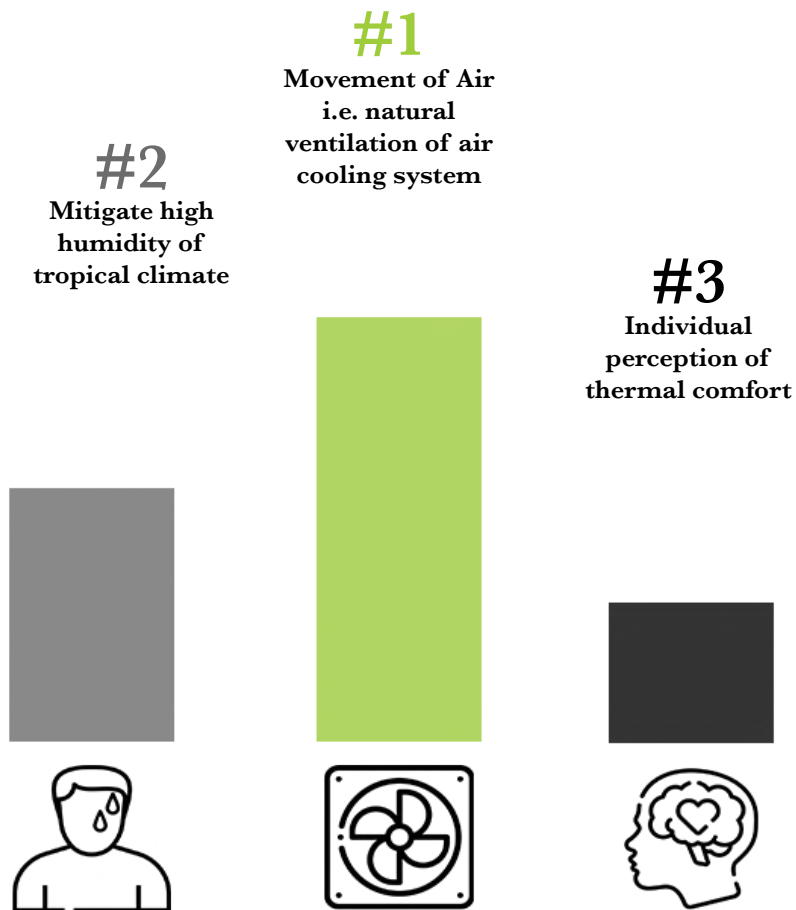 #1
Movement of Air
i.e. natural
ventilation of air
cooling system
#2
Mitigate high
humidity of
tropical climate
#3
Individual
perception of
thermal comfort